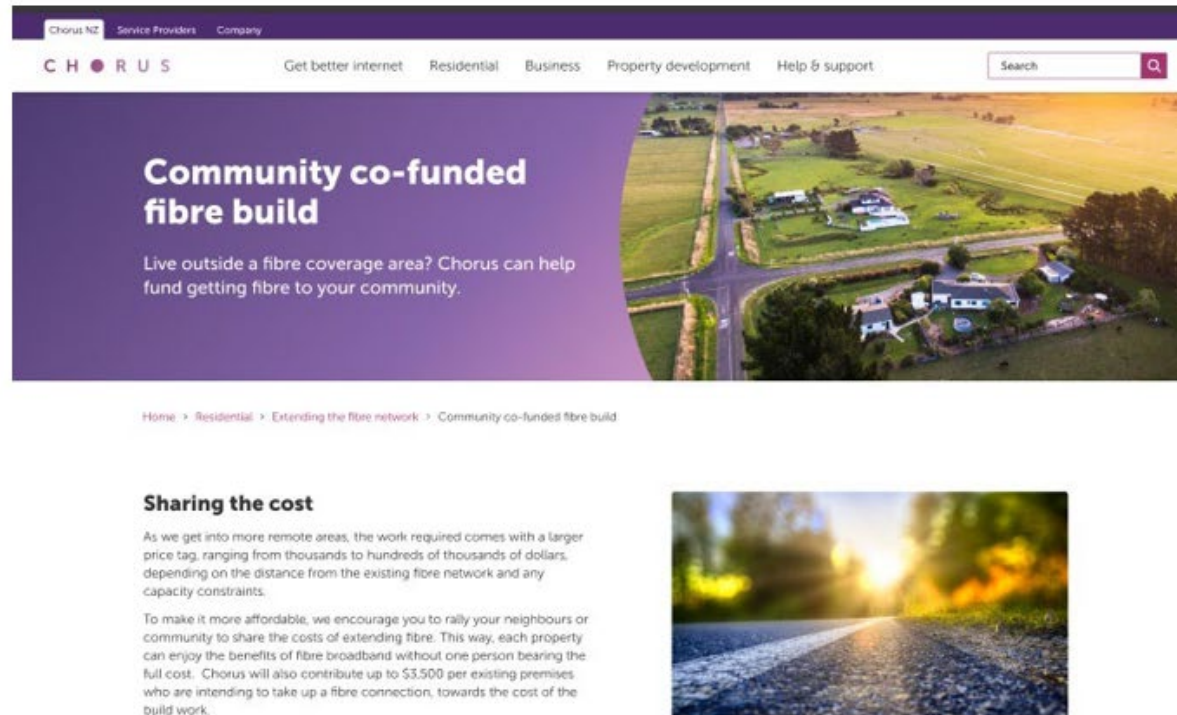 Chorus NZ Service Providers Company
CHORUS
Get better internet Residential Business Property development Help & support
Search
Community co-funded
fibre build
Live outside a fibre coverage area? Chorus can help
fund getting fibre to your community.
Home > Residential > Extending the fibre network > Community co-funded fibre build
Sharing the cost
As we get into more remote areas, the work required comes with a larger
price tag, ranging from thousands to hundreds of thousands of dollars,
depending on the distance from the existing fibre network and any
capacity constraints.
To make it more affordable, we encourage you to rally your neighbours or
community to share the costs of extending fibre. This way, each property
can enjoy the benefits of fibre broadband without one person bearing the
full cost. Chorus will also contribute up to $3,500 per existing premises
who are intending to take up a fibre connection, towards the cost of the
build work.